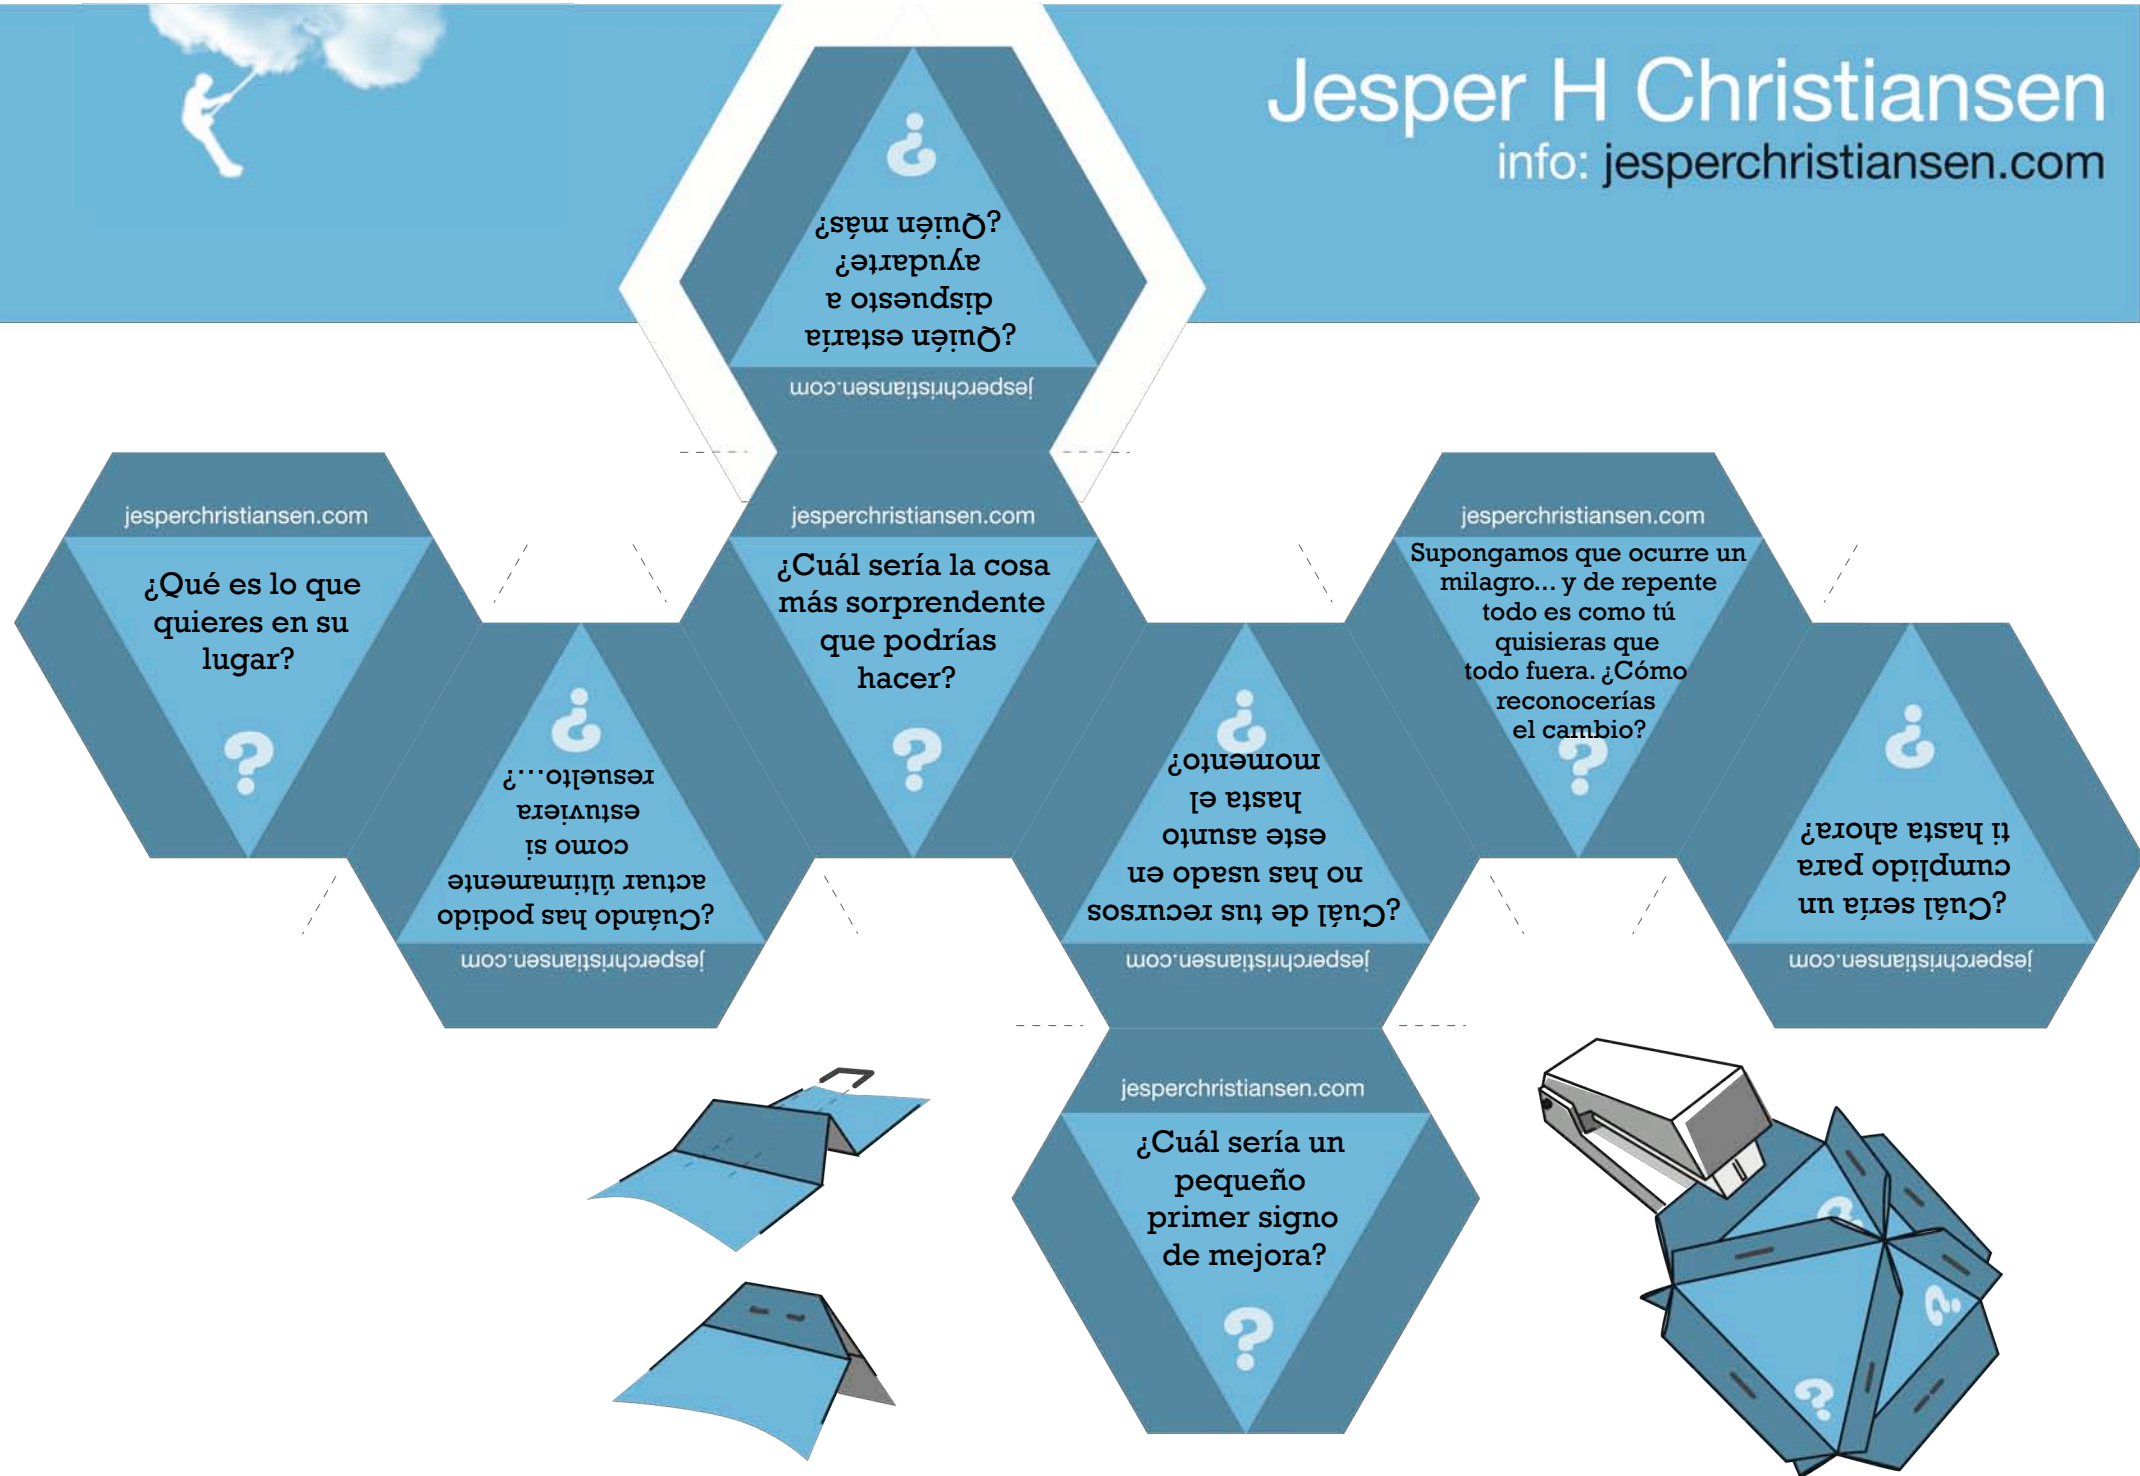 Jesper H Christiansen
info: jesperchristiansen.com
?
¿Quién estaría
dispuesto a
ayudarte?
¿Quién más?
jesperchristiansen.com
jesperchristiansen.com
¿Qué es lo que
quieres en su
lugar?
?
?
¿Cuándo has podido
actuar últimamente
como si
estuviera
resuelto...?
jesperchristiansen.com
jesperchristiansen.com
¿Cuál sería la cosa
más sorprendente
que podrías
hacer?
?
?
¿Cuál de tus recursos
no has usado en
este asunto
hasta el
momento?
jesperchristiansen.com
jesperchristiansen.com
Supongamos que ocurre un
milagro... y de repente
todo es como tú
quisieras que
todo fuera. ¿Cómo
reconocerías
el cambio?
?
?
¿Cuál sería un
cumplido para
ti hasta ahora?
jesperchristiansen.com
jesperchristiansen.com
¿Cuál sería un
pequeño
primer signo
de mejora?
?
?
?
?